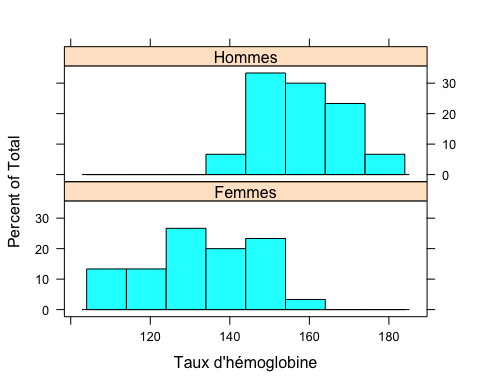 Hommes
30
20
10
0
Femmes
30
20
10
0
Percent of Total
120 140 160 180
Taux d'hémoglobine